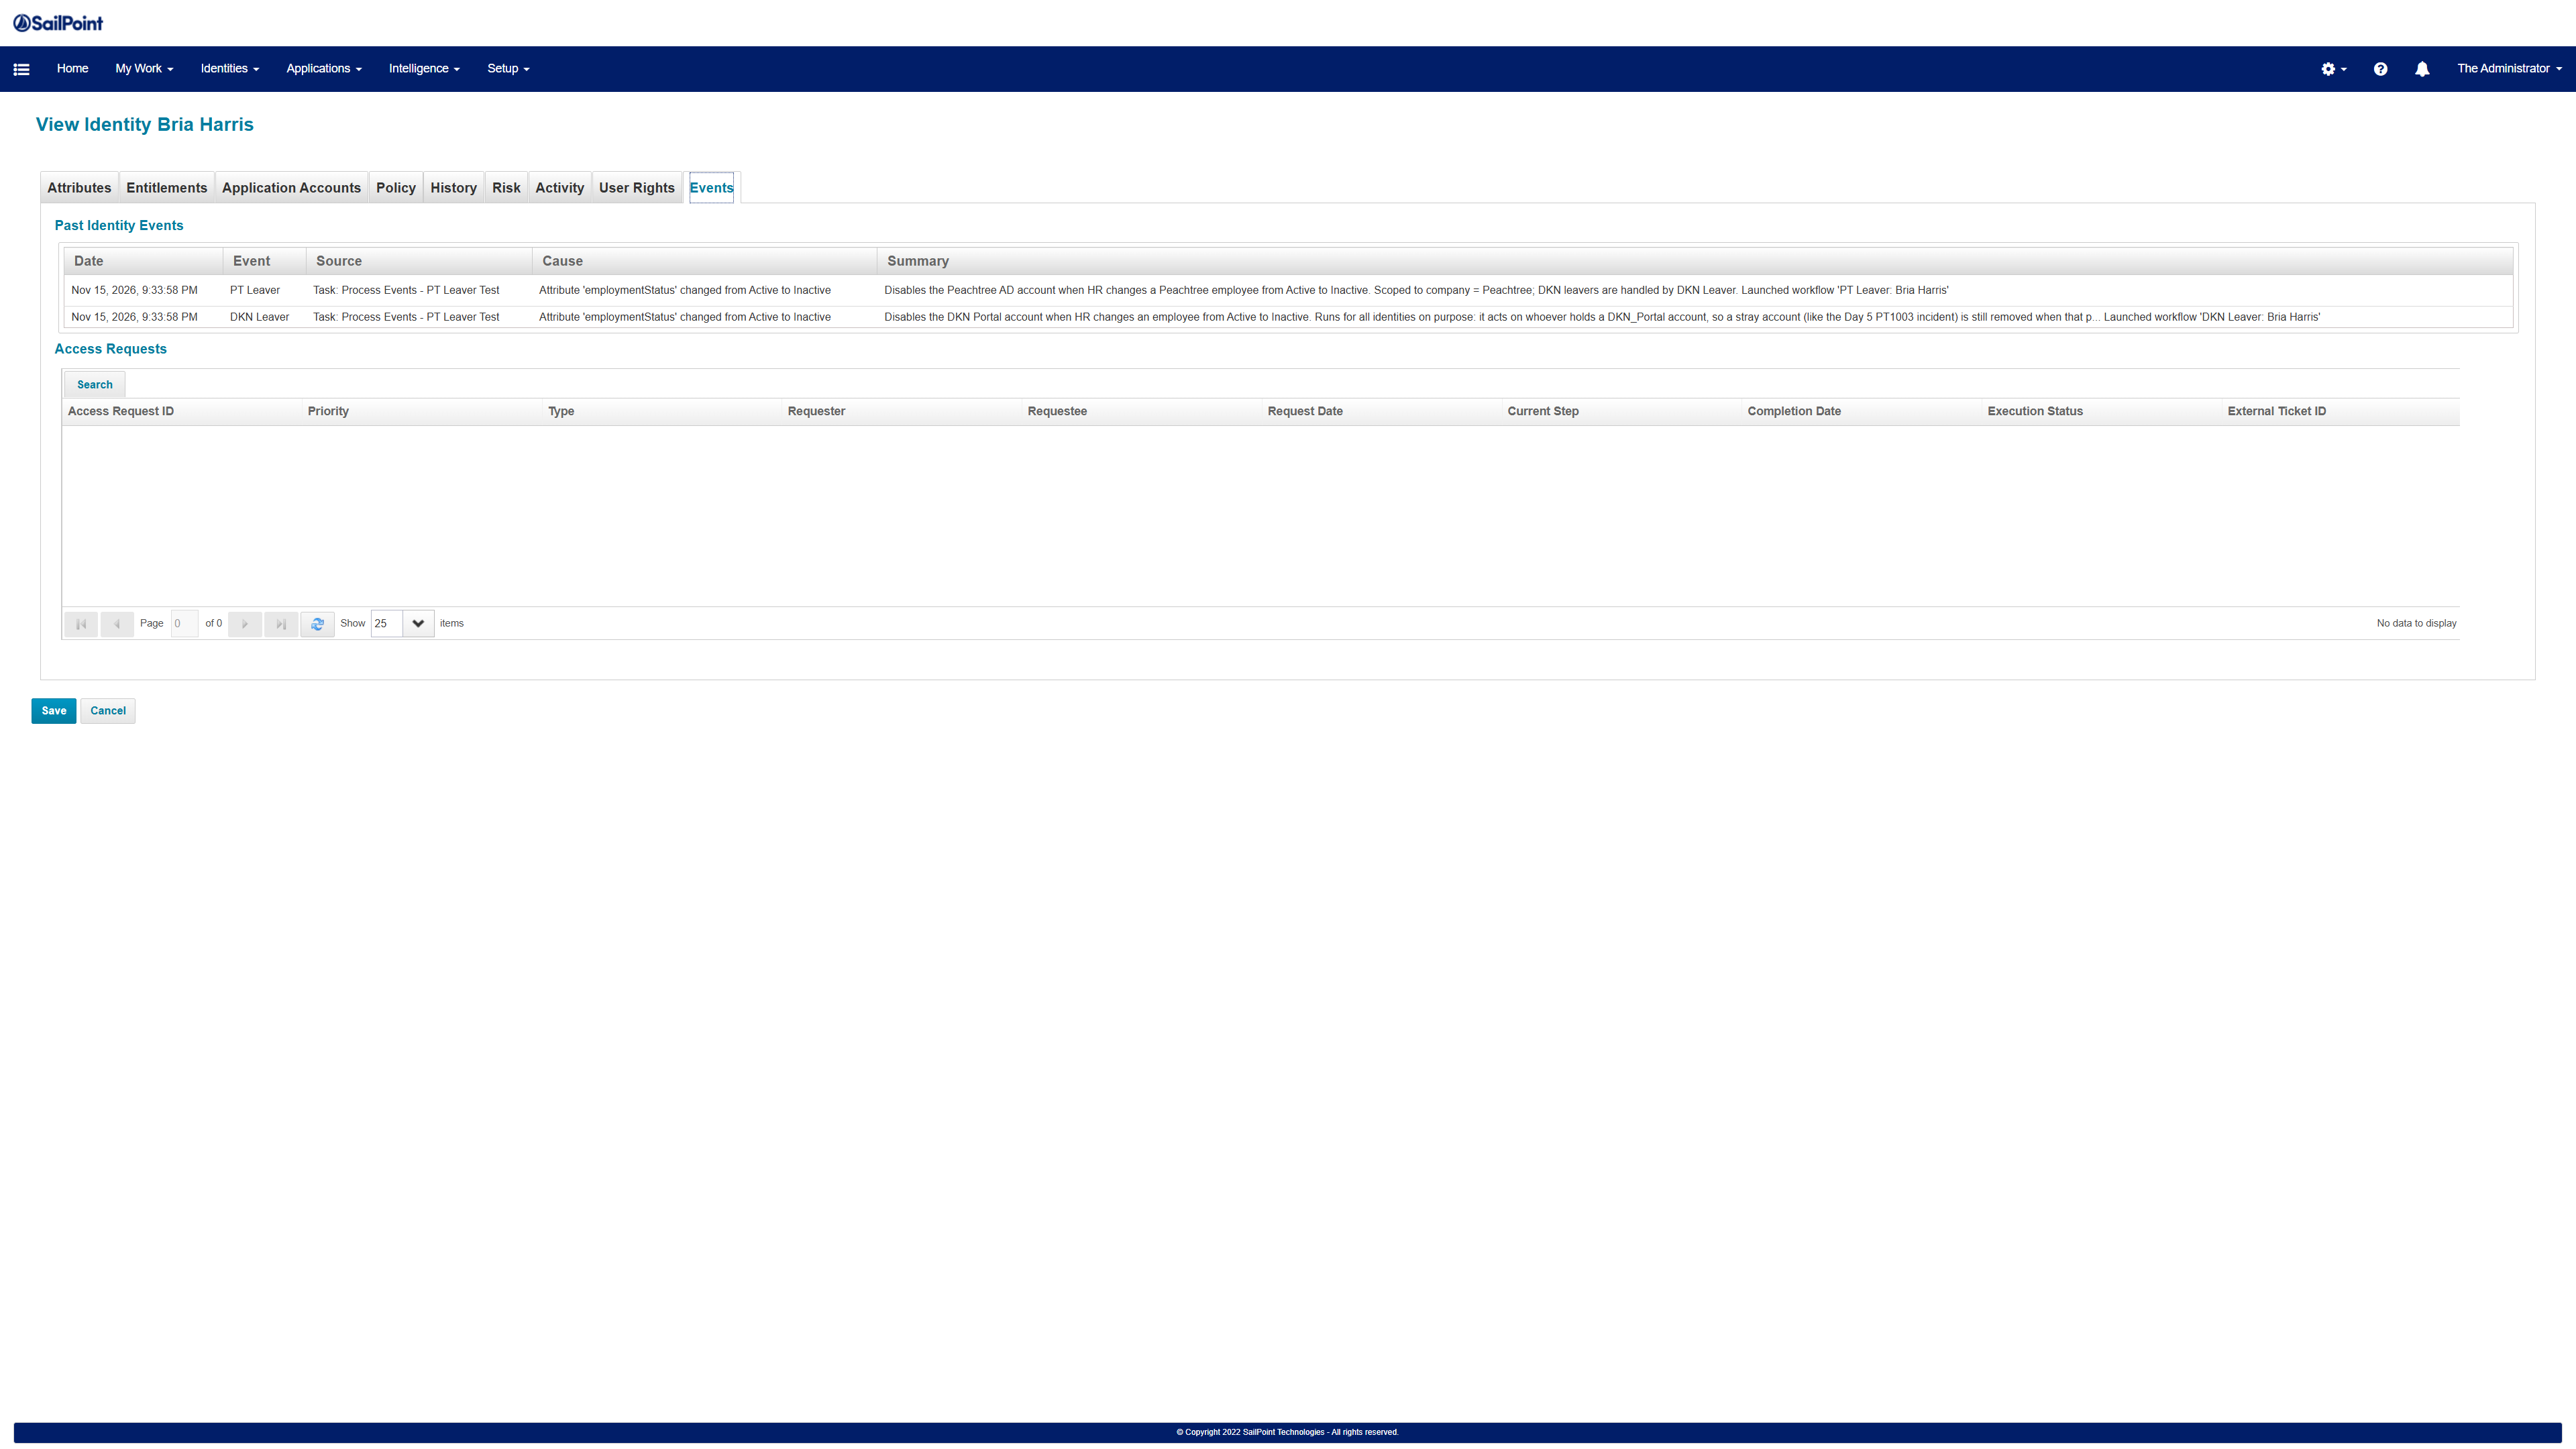 SailPoint
Home My Work Identities Applications Intelligence Setup The Administrator
View Identity Bria Harris
Attributes Entitlements Application Accounts Policy History Risk Activity User Rights Events
Past Identity Events
Date Event Source Cause Summary
Nov 15, 2026, 9:33:58 PM PT Leaver Task: Process Events - PT Leaver Test Attribute 'employmentStatus' changed from Active to Inactive Disables the Peachtree AD account when HR changes a Peachtree employee from Active to Inactive. Scoped to company = Peachtree; DKN leavers are handled by DKN Leaver. Launched workflow 'PT Leaver: Bria Harris'
Nov 15, 2026, 9:33:58 PM DKN Leaver Task: Process Events - PT Leaver Test Attribute 'employmentStatus' changed from Active to Inactive Disables the DKN Portal account when HR changes an employee from Active to Inactive. Runs for all identities on purpose: it acts on whoever holds a DKN_Portal account, so a stray account (like the Day 5 PT1003 incident) is still removed when that p... Launched workflow 'DKN Leaver: Bria Harris'
Access Requests
Search
Access Request ID Priority Type Requester Requestee Request Date Current Step Completion Date Execution Status External Ticket ID
Page 0 of 0 Show 25 items No data to display
Save Cancel
© Copyright 2022 SailPoint Technologies - All rights reserved.